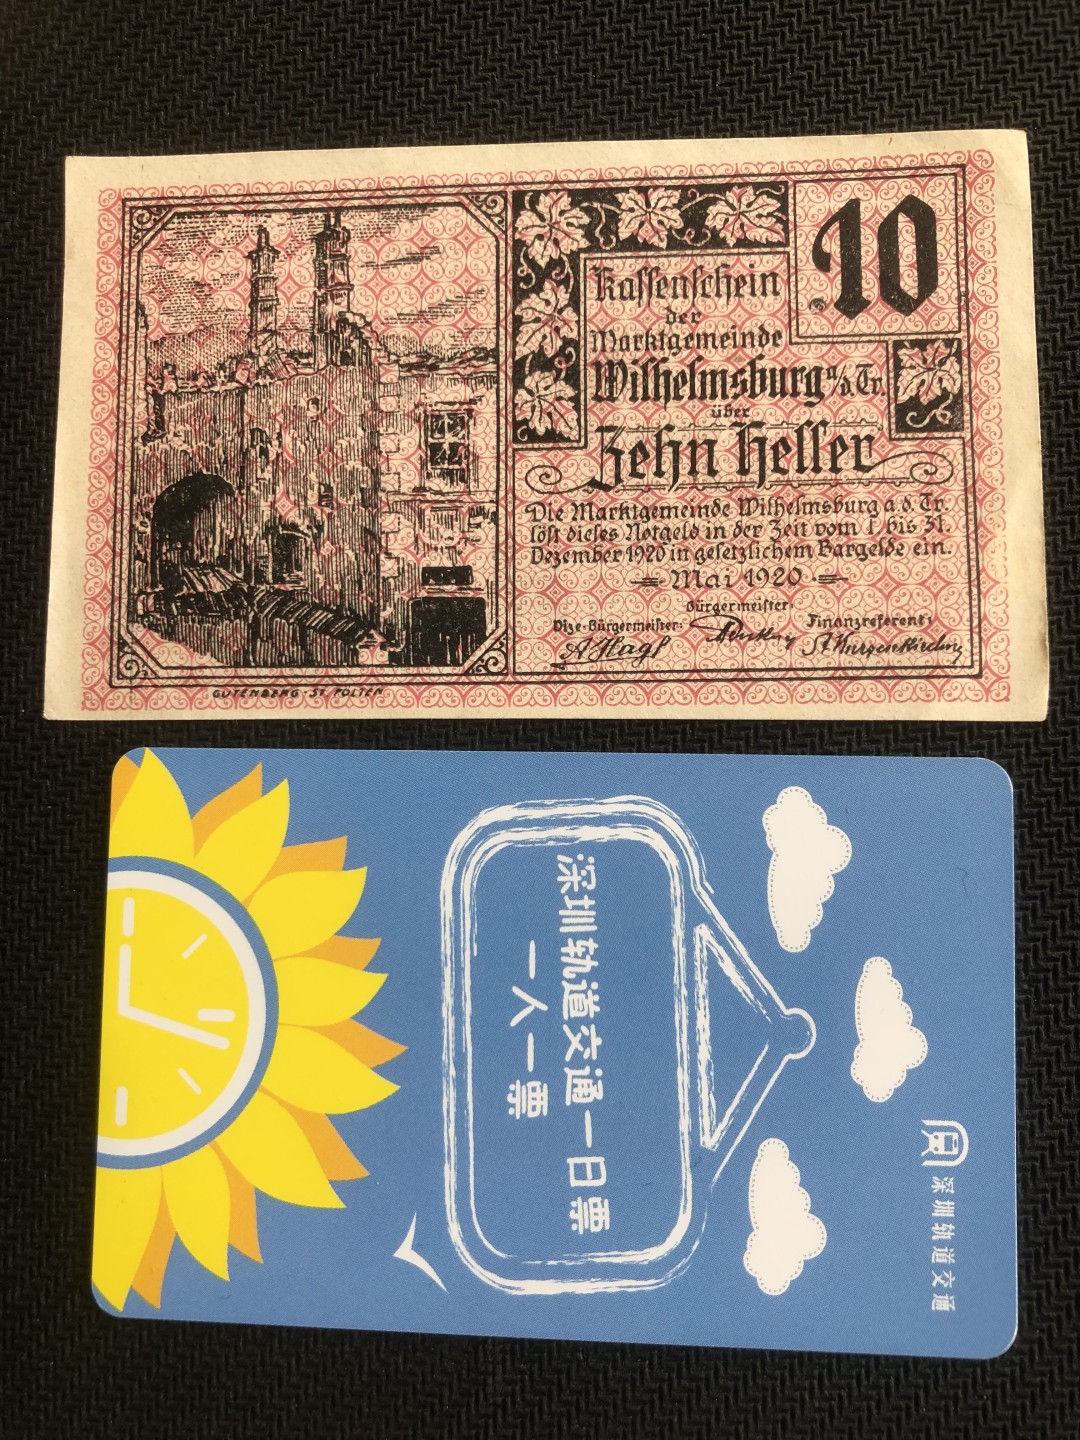 10
Kassenschein
der
Marktgemeinde
Wilhelmsburg a/d Tr.
über
Zehn Heller
Die Marktgemeinde Wilhelmsburg a. d. Tr.
löst dieses Notgeld in der Zeit vom 1. bis 31.
Dezember 1920 in gesetzlichem Bargelde ein.
Mai 1920
Bürgermeister:
Vize-Bürgermeister:
Finanzreferent:
A. Hagl
GUTENBERG·ST. PÖLTEN
深圳轨道交通一日票
一人一票
深圳轨道交通